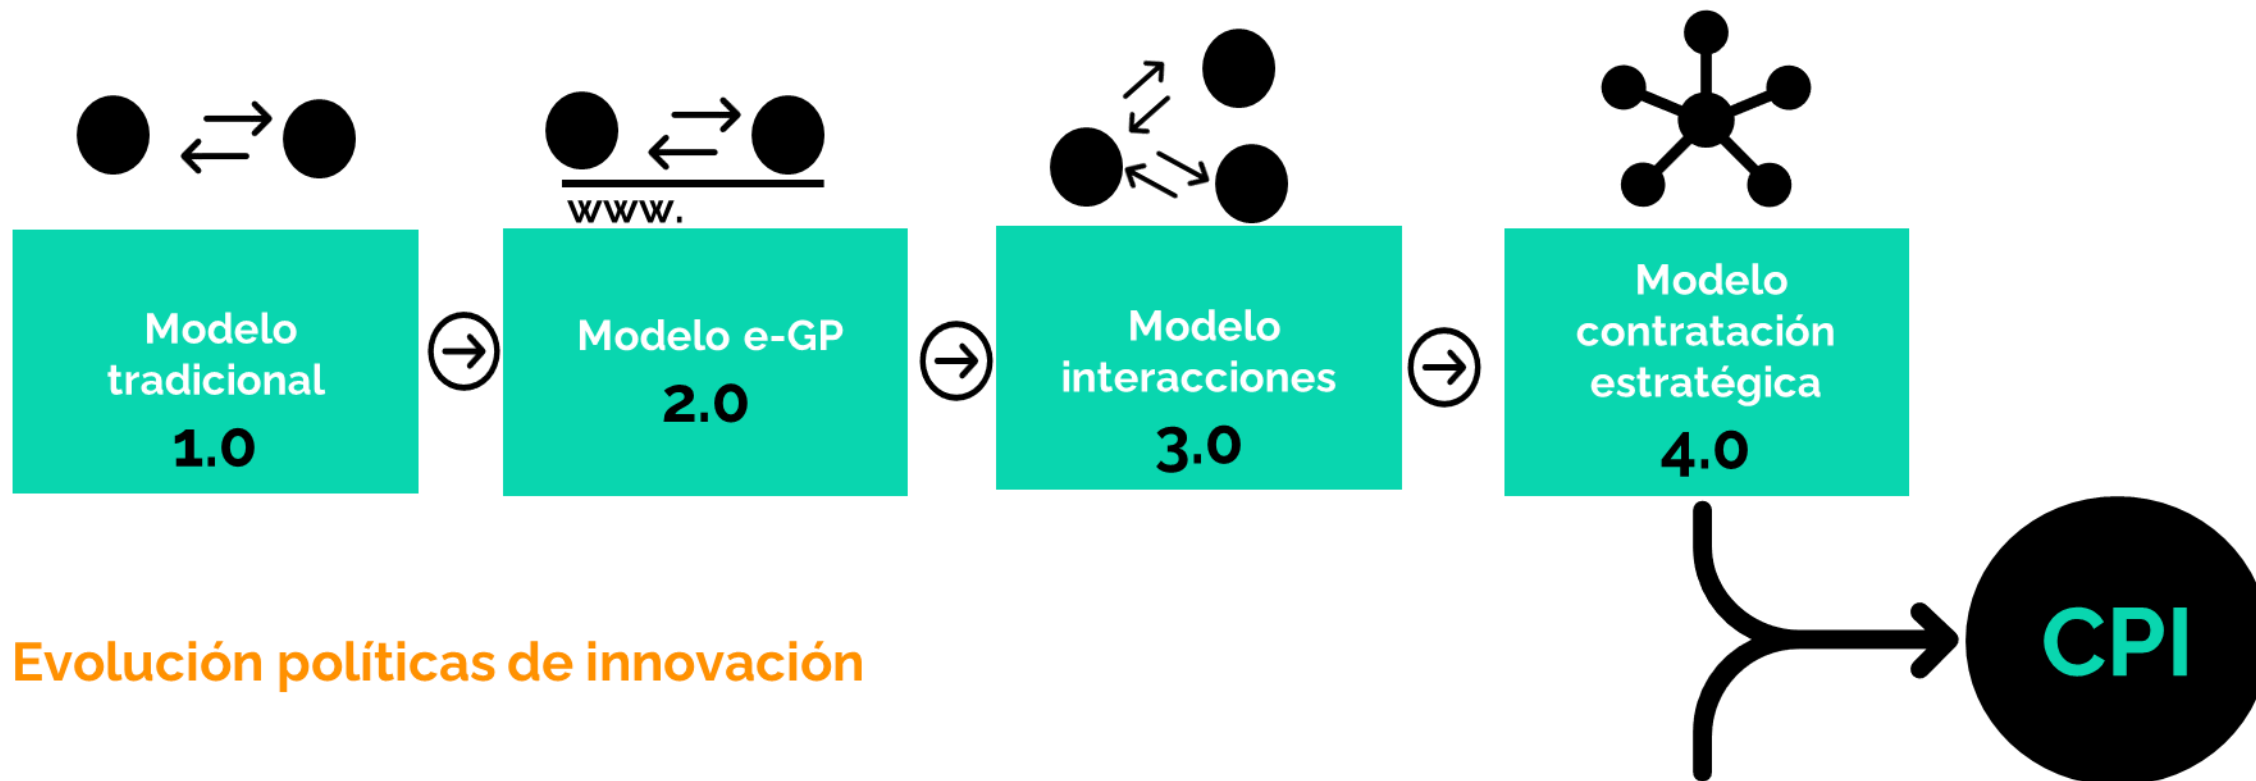 www.
Modelo
tradicional
1.0
Modelo e-GP
2.0
Modelo
interacciones
3.0
Modelo
contratación
estratégica
4.0
Evolución políticas de innovación
CPI